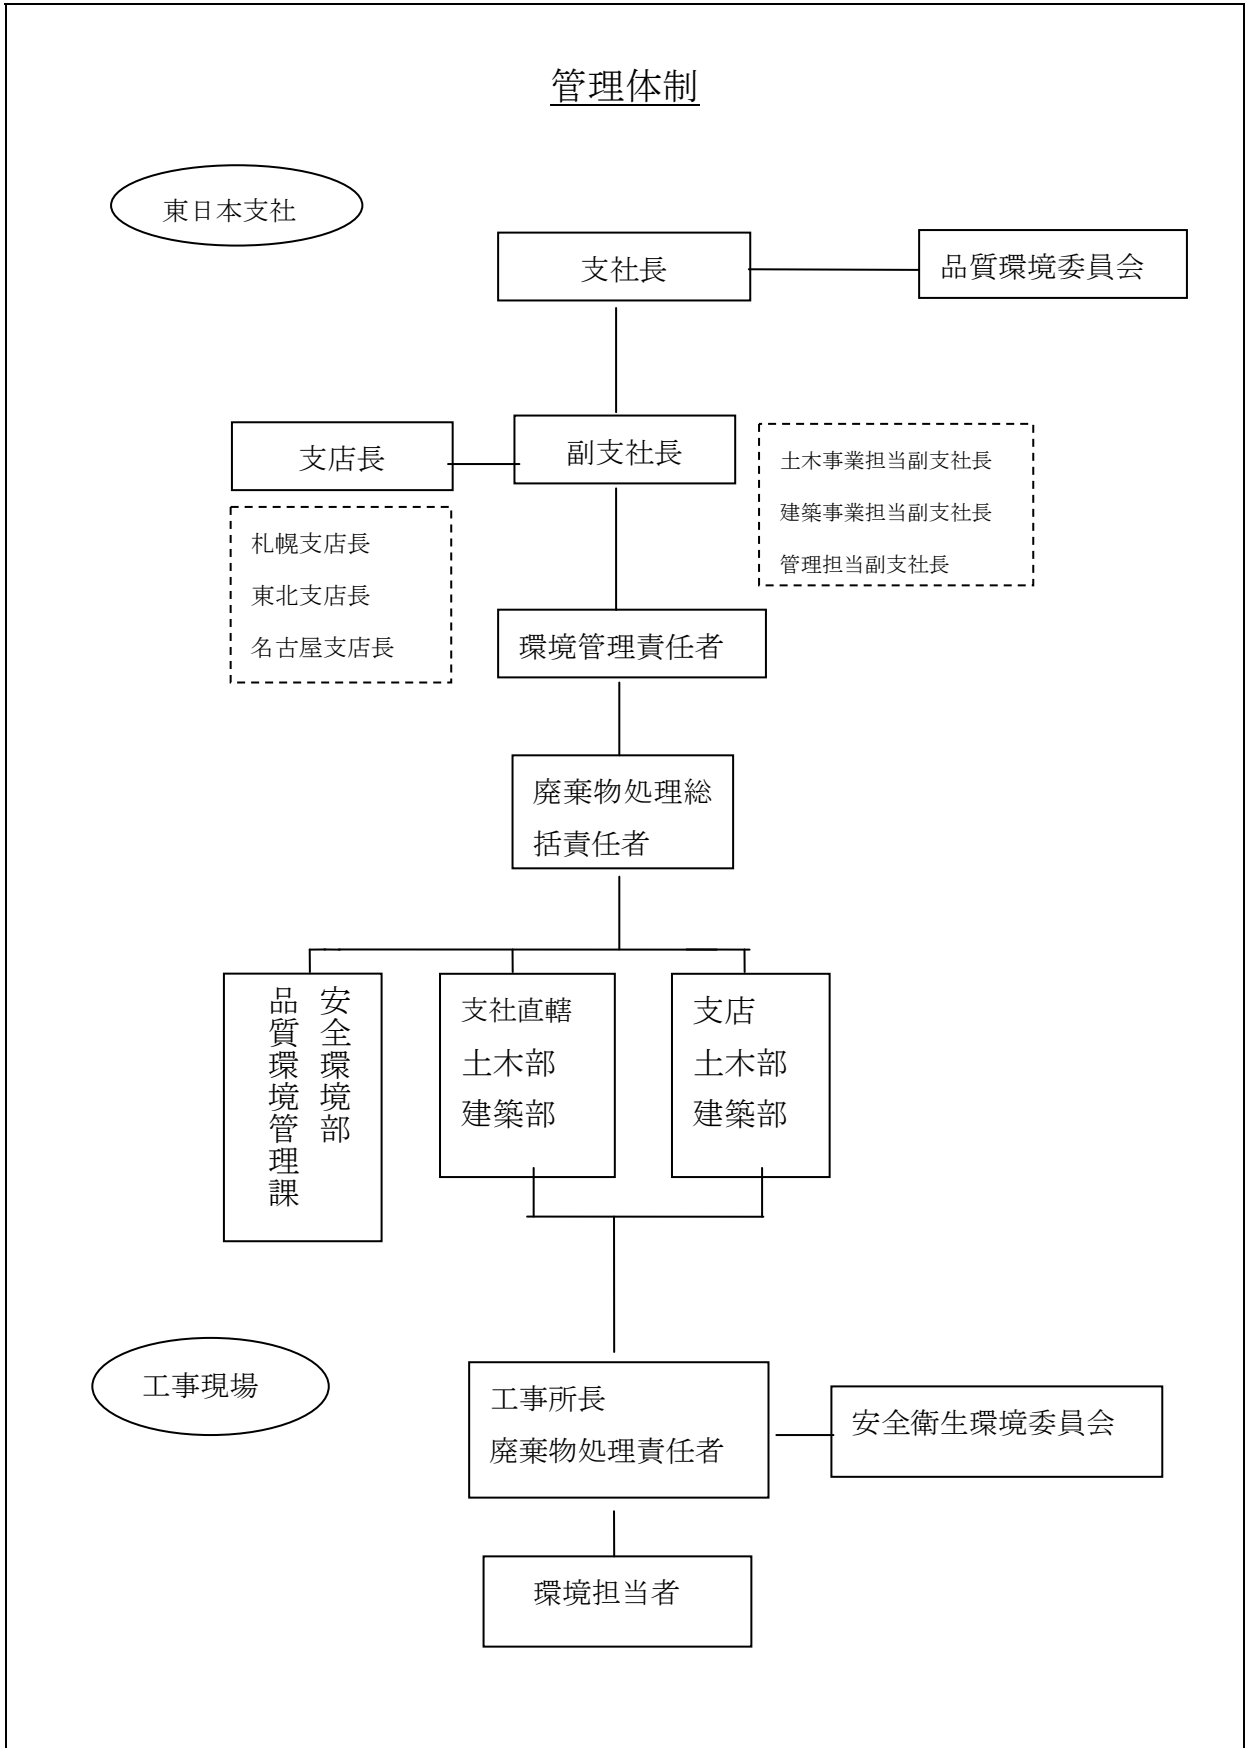 管理体制
東日本支社
支社長
品質環境委員会
支店長
副支社長
土木事業担当副支社長
建築事業担当副支社長
管理担当副支社長
札幌支店長
東北支店長
名古屋支店長
環境管理責任者
廃棄物処理総
括責任者
安全環境部
品質環境管理課
支社直轄
土木部
建築部
支店
土木部
建築部
工事現場
工事所長
廃棄物処理責任者
安全衛生環境委員会
環境担当者